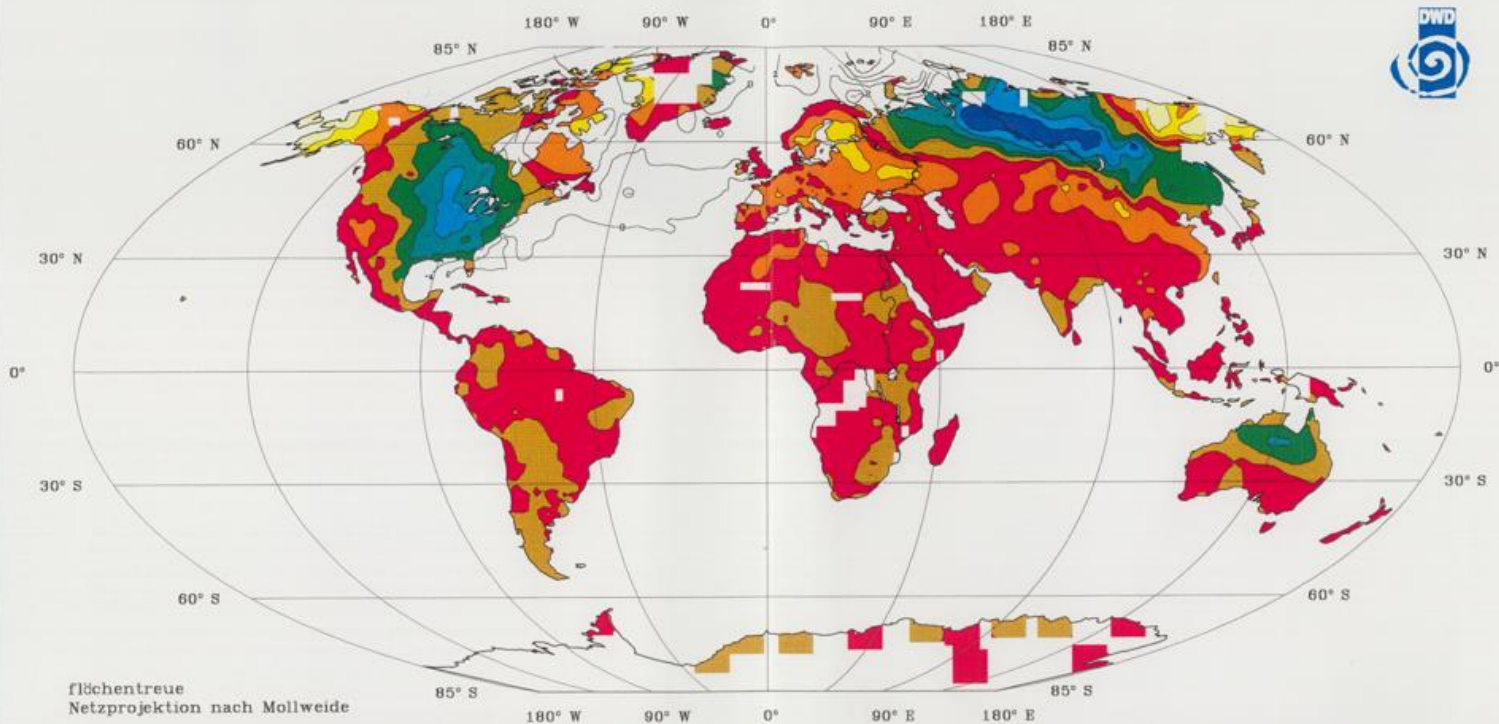 180° W 90° W 0° 90° E 180° E
DWD
85° N 85° N
60° N 60° N
30° N 30° N
0° 0°
30° S 30° S
60° S 60° S
85° S 85° S
flächentreue
Netzprojektion nach Mollweide
180° W 90° W 0° 90° E 180° E